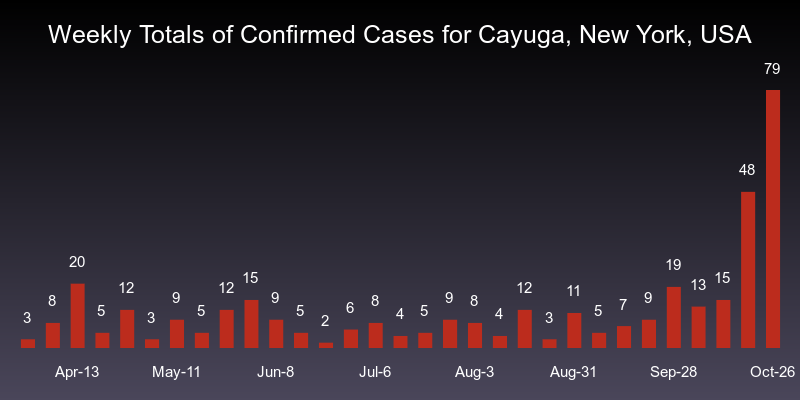 Weekly Totals of Confirmed Cases for Cayuga, New York, USA
3 8 20 5 12 3 9 5 12 15 9 5 2 6 8 4 5 9 8 4 12 3 11 5 7 9 19 13 15 48 79
Apr-13 May-11 Jun-8 Jul-6 Aug-3 Aug-31 Sep-28 Oct-26